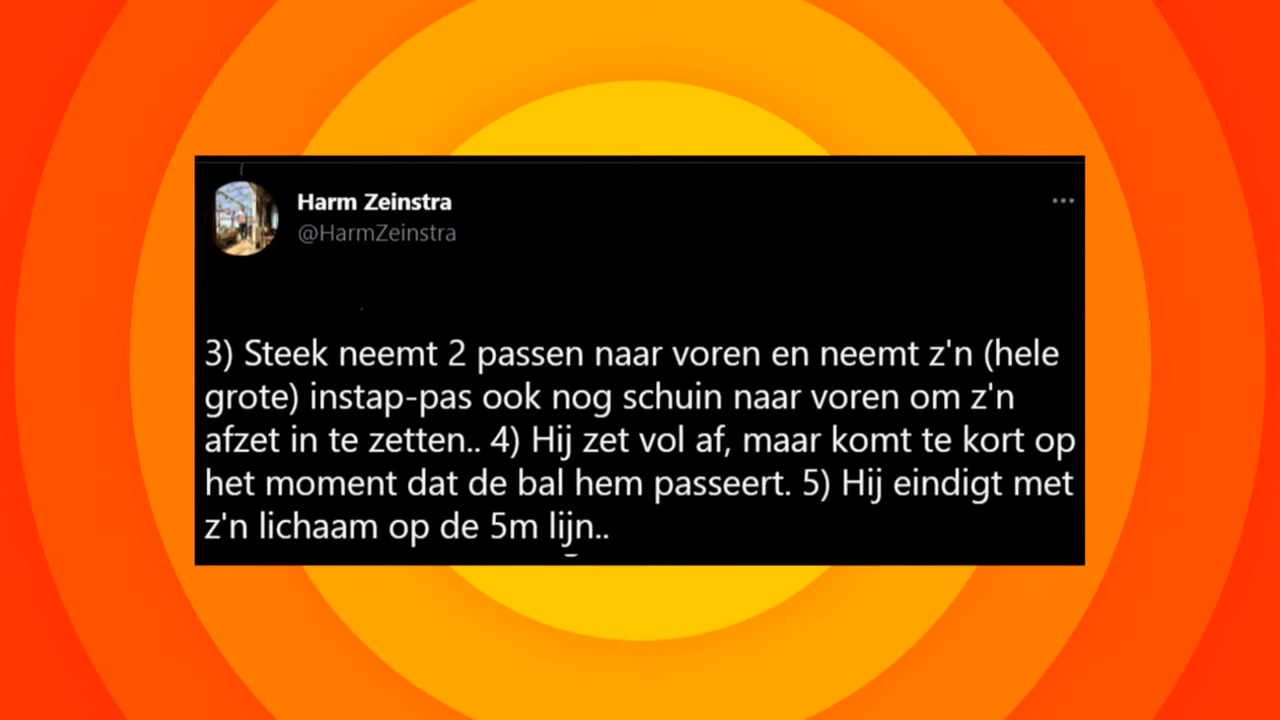 Harm Zeinstra
@HarmZeinstra
3) Steek neemt 2 passen naar voren en neemt z'n (hele
grote) instap-pas ook nog schuin naar voren om z'n
afzet in te zetten.. 4) Hij zet vol af, maar komt te kort op
het moment dat de bal hem passeert. 5) Hij eindigt met
z'n lichaam op de 5m lijn..